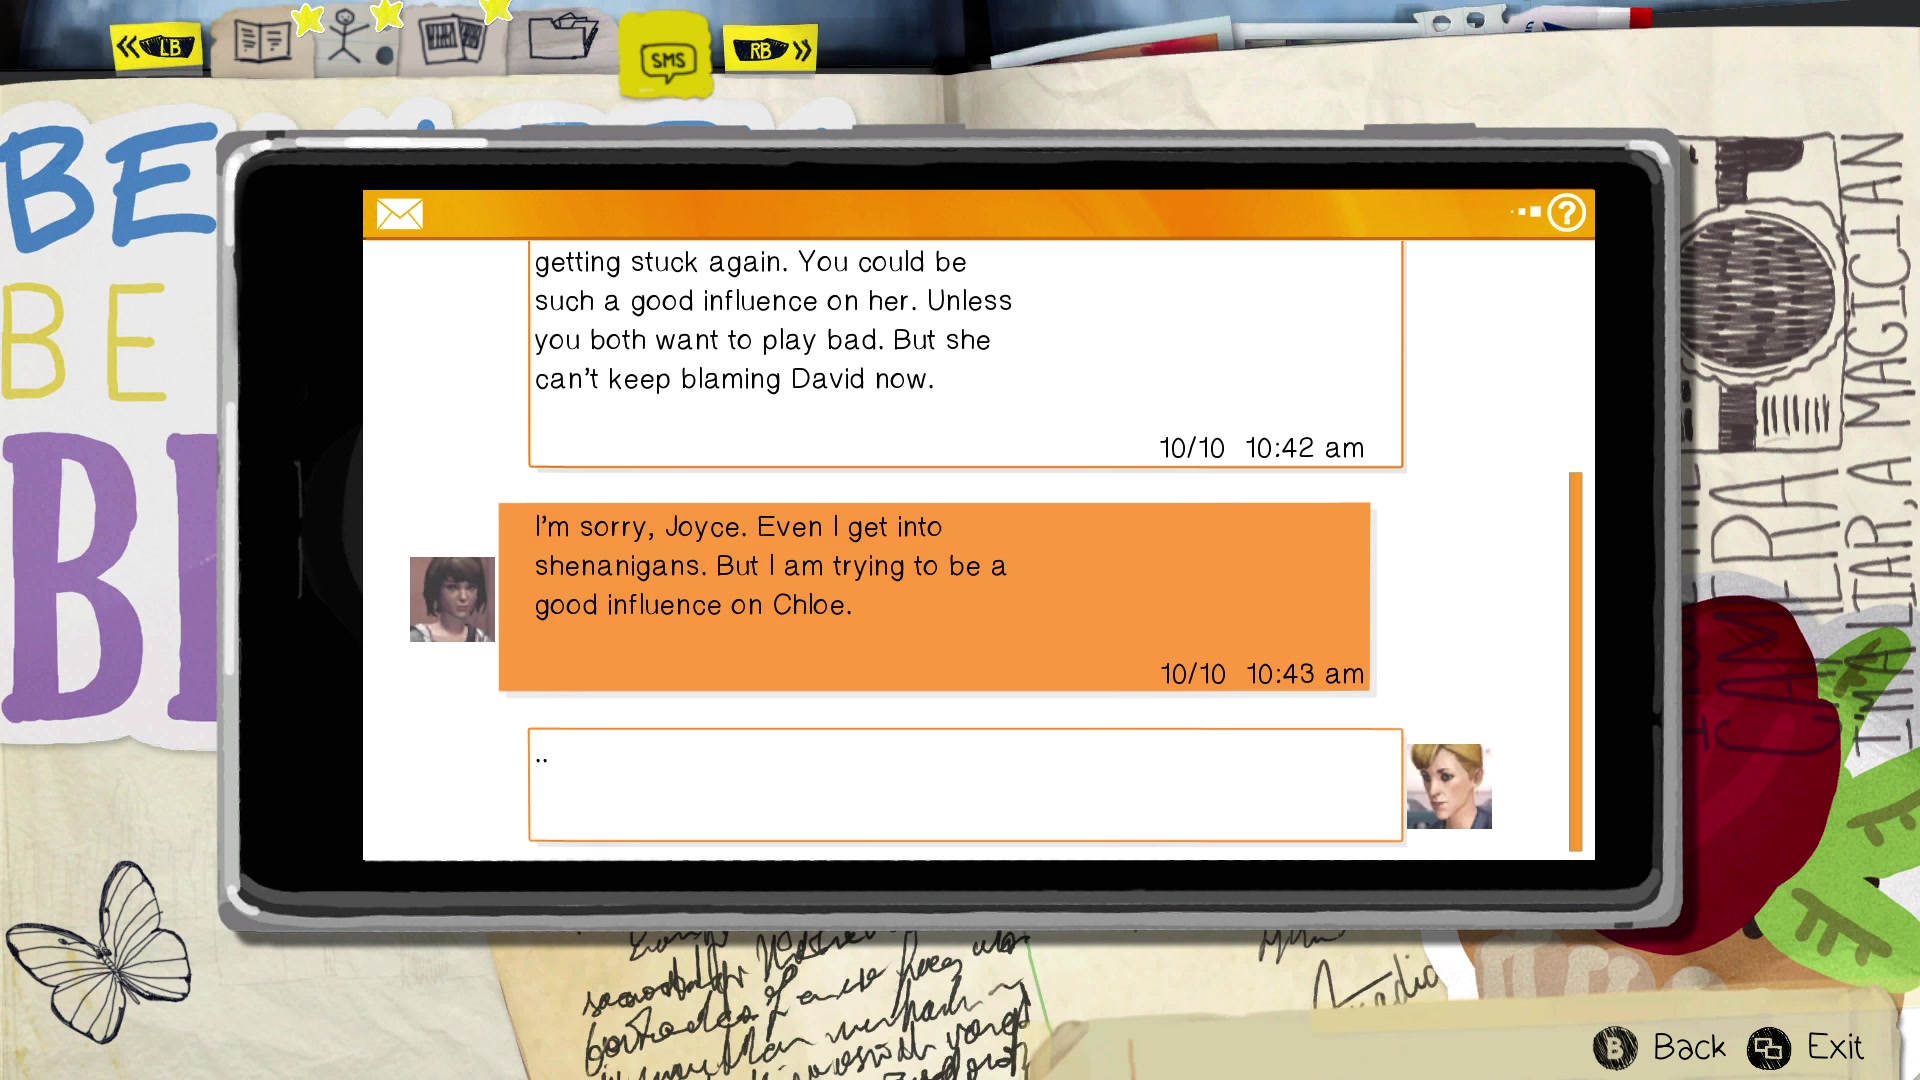 LB
SMS
RB
BE
BE
getting stuck again. You could be
such a good influence on her. Unless
you both want to play bad. But she
can't keep blaming David now.
10/10 10:42 am
I'm sorry, Joyce. Even I get into
shenanigans. But I am trying to be a
good influence on Chloe.
10/10 10:43 am
..
?
CAMERA
I'M A LIAR, A MAGICIAN
B Back Exit